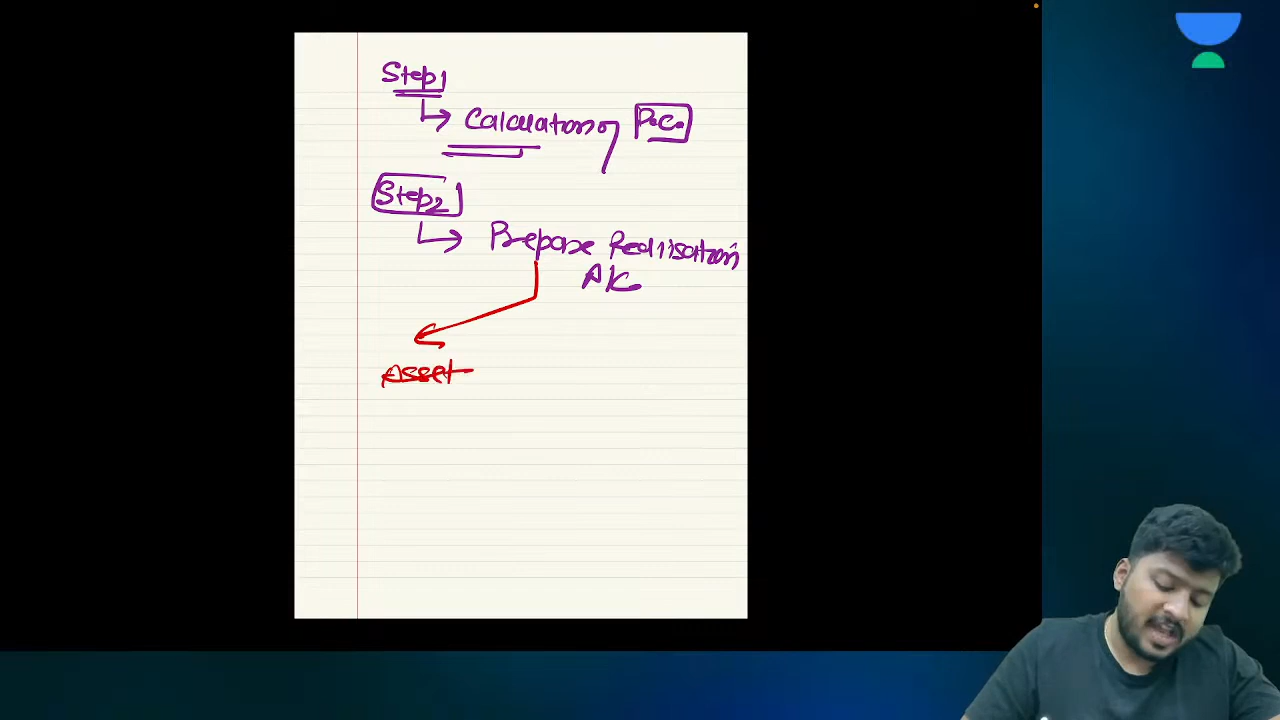 Step1
Calculation of P.C.
Step2
Prepare Realisation
A/C
Asset